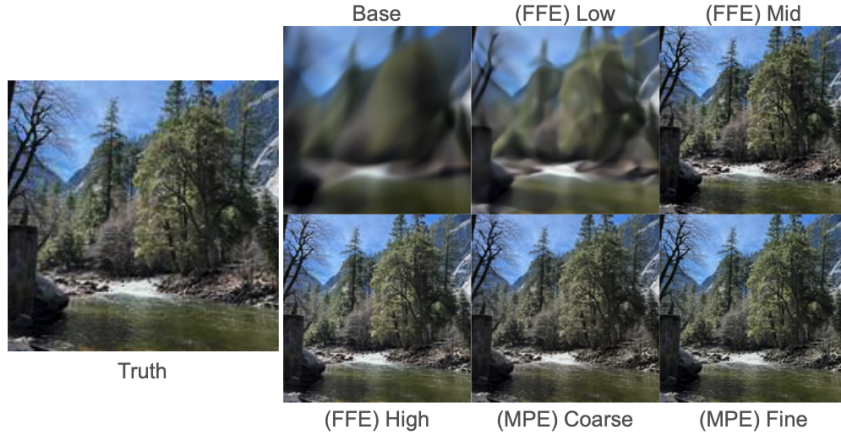 Base
(FFE) Low
(FFE) Mid
Truth
(FFE) High
(MPE) Coarse
(MPE) Fine